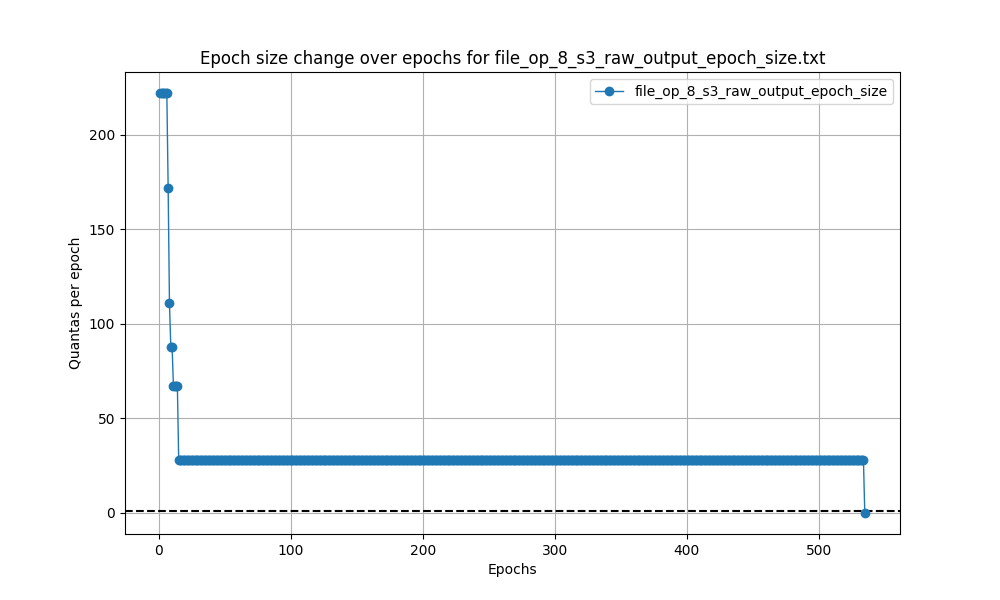 Epoch size change over epochs for file_op_8_s3_raw_output_epoch_size.txt
file_op_8_s3_raw_output_epoch_size
Quantas per epoch
200
150
100
50
0
0 100 200 300 400 500
Epochs